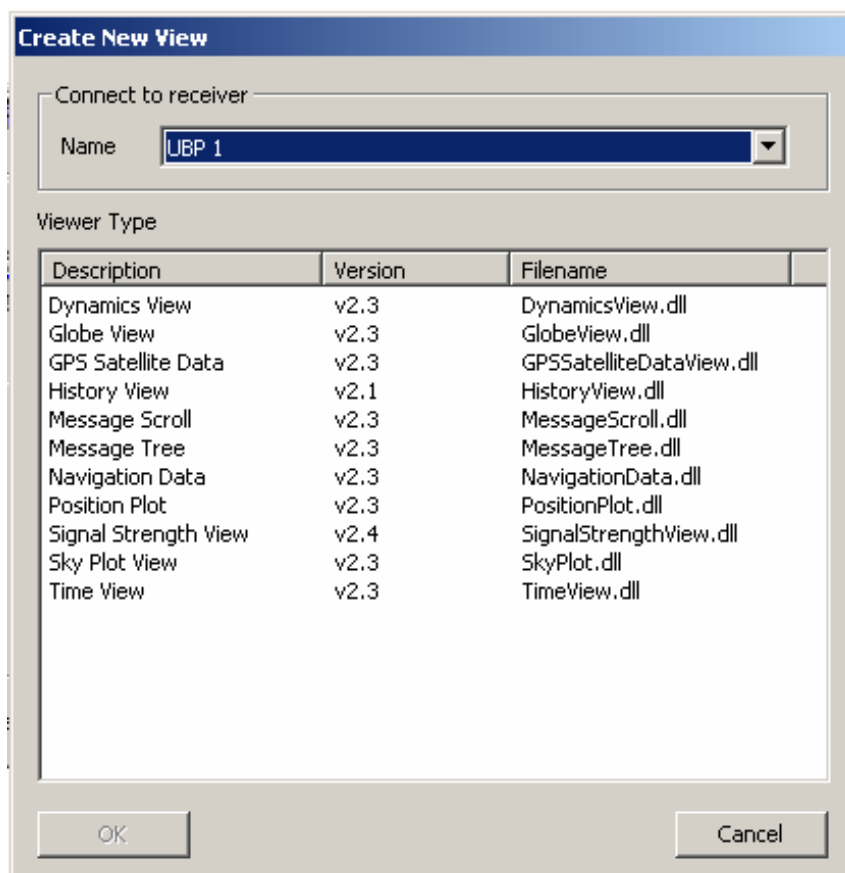 Create New View
Connect to receiver
Name UBP 1
Viewer Type
Description Version Filename
Dynamics View v2.3 DynamicsView.dll
Globe View v2.3 GlobeView.dll
GPS Satellite Data v2.3 GPSSatelliteDataView.dll
History View v2.1 HistoryView.dll
Message Scroll v2.3 MessageScroll.dll
Message Tree v2.3 MessageTree.dll
Navigation Data v2.3 NavigationData.dll
Position Plot v2.3 PositionPlot.dll
Signal Strength View v2.4 SignalStrengthView.dll
Sky Plot View v2.3 SkyPlot.dll
Time View v2.3 TimeView.dll
OK Cancel